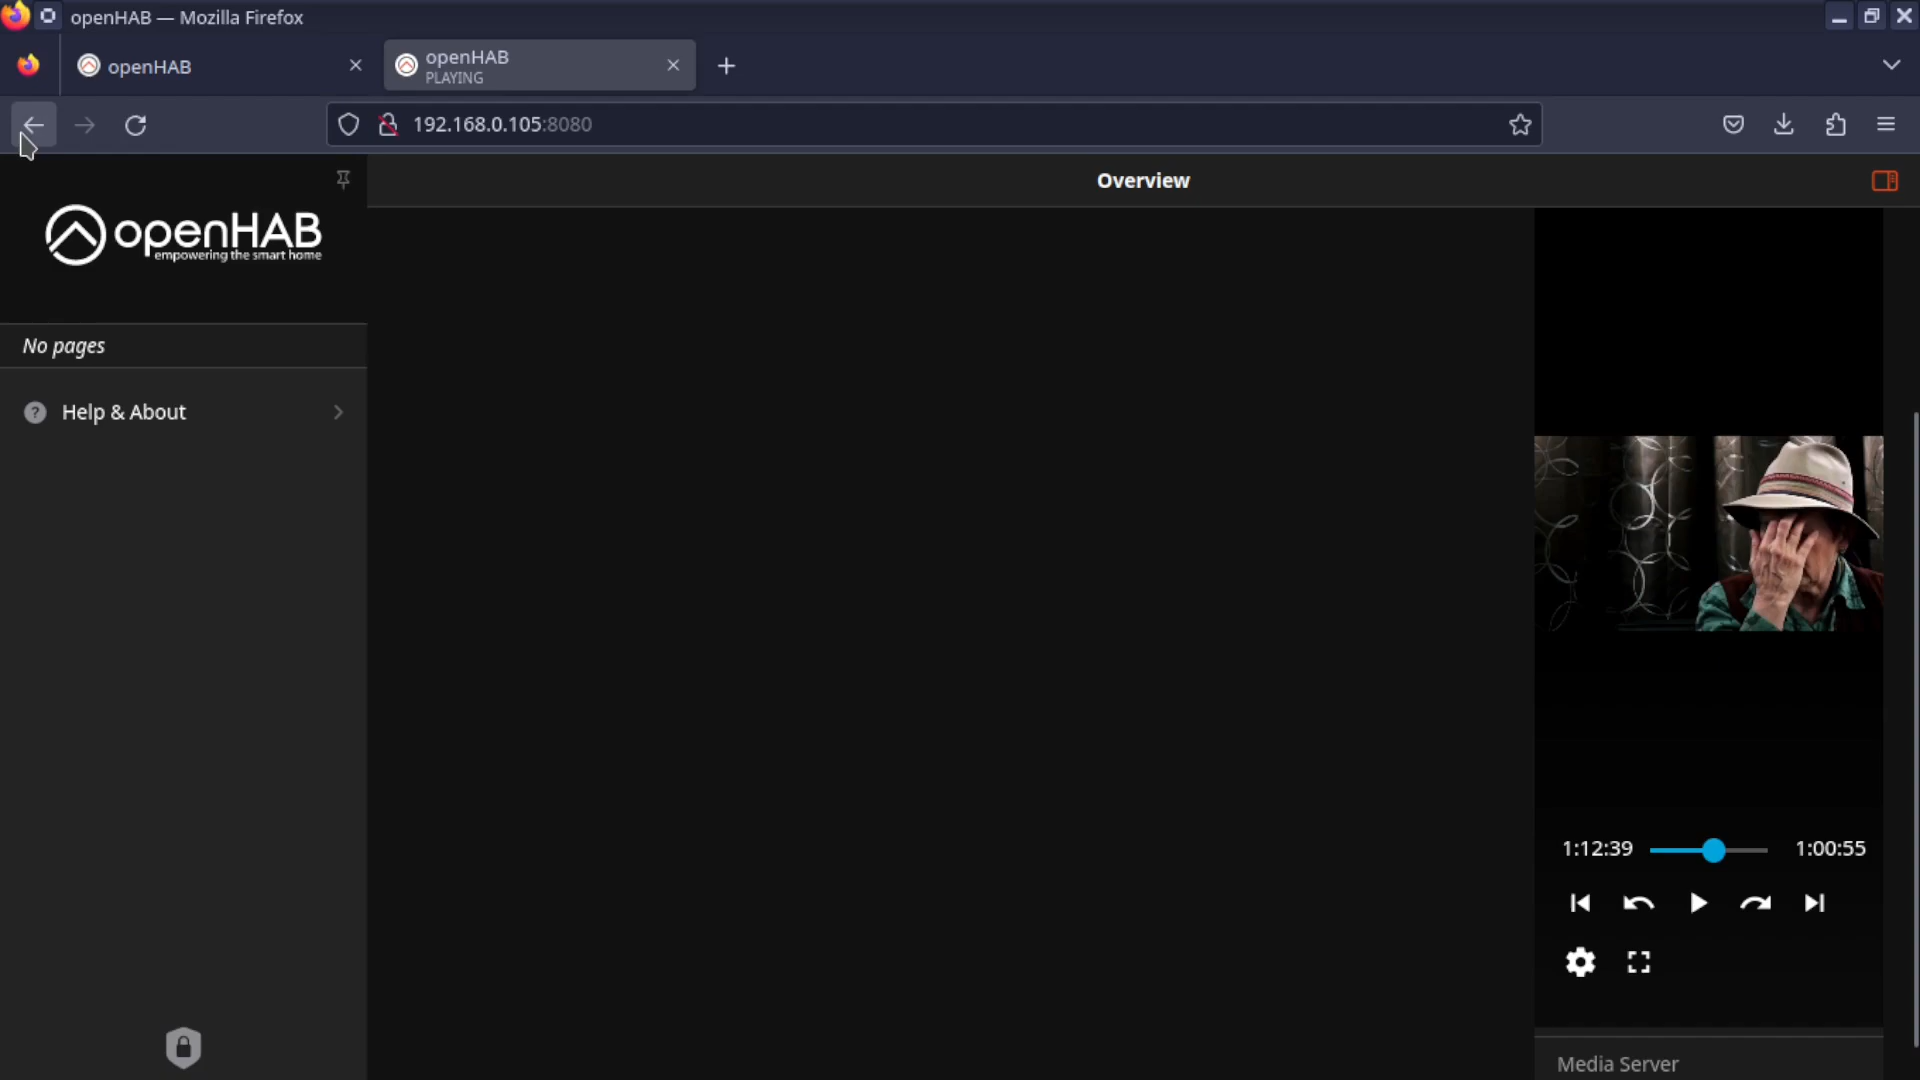 openHAB — Mozilla Firefox
openHAB
openHAB
PLAYING
192.168.0.105:8080
openHAB
empowering the smart home
Overview
No pages
Help & About
1:12:39
1:00:55
Media Server